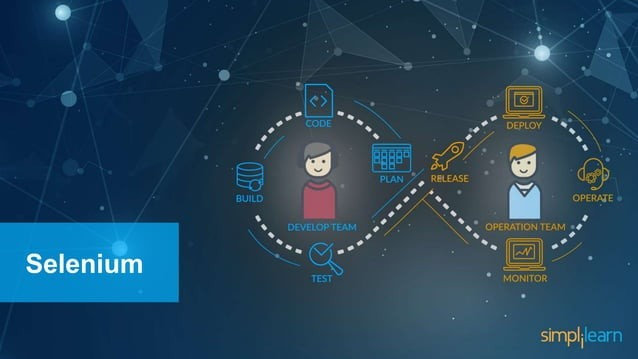 CODE
DEPLOY
PLAN
RELEASE
BUILD
OPERATE
DEVELOP TEAM
OPERATION TEAM
Selenium
TEST
MONITOR
simplilearn